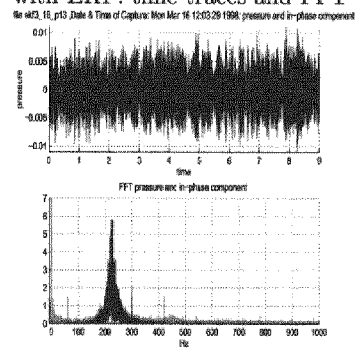 with EKF: time traces and FFT
file ekf3_16_p13 ,Date & Time of Capture: Mon Mar 16 12:03:29 1998: pressure and in-phase component
0.01
0.005
0
-0.005
-0.01
pressure
0 1 2 3 4 5 6 7 8 9
time
FFT pressure and in-phase component
7
6
5
4
3
2
1
0
0 100 200 300 400 500 600 700 800 900 1000
Hz